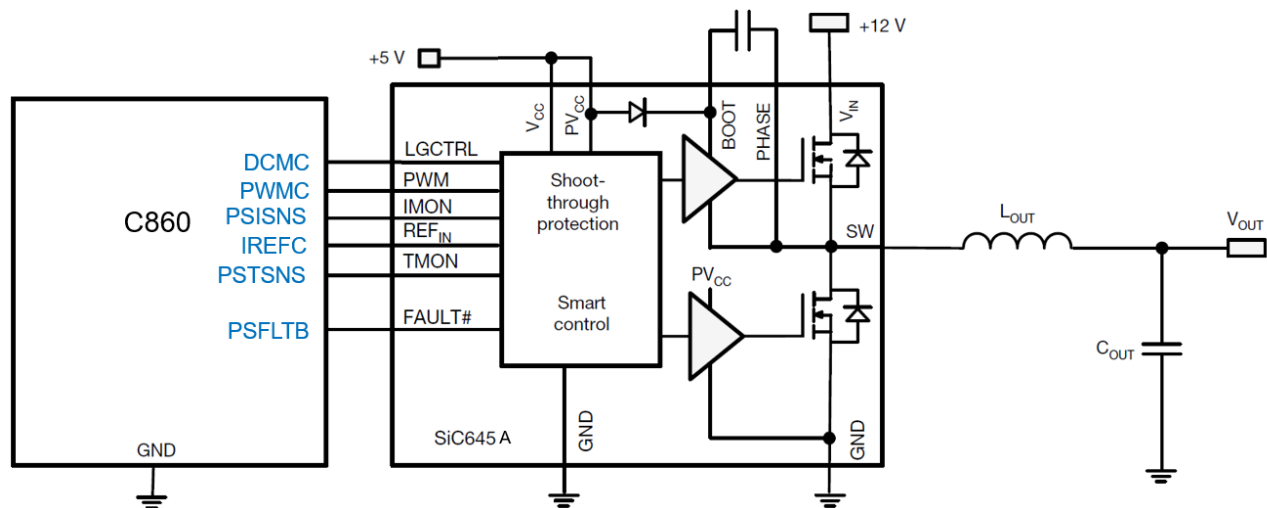 +12 V
+5 V
VCC
PVCC
BOOT
PHASE
VIN
C860
DCMC
PWMC
PSISNS
IREFC
PSTSNS
PSFLTB
GND
LGCTRL
PWM
IMON
REFIN
TMON
FAULT#
Shoot-
through
protection
Smart
control
SiC645 A
GND
PVCC
SW
GND
LOUT
VOUT
COUT